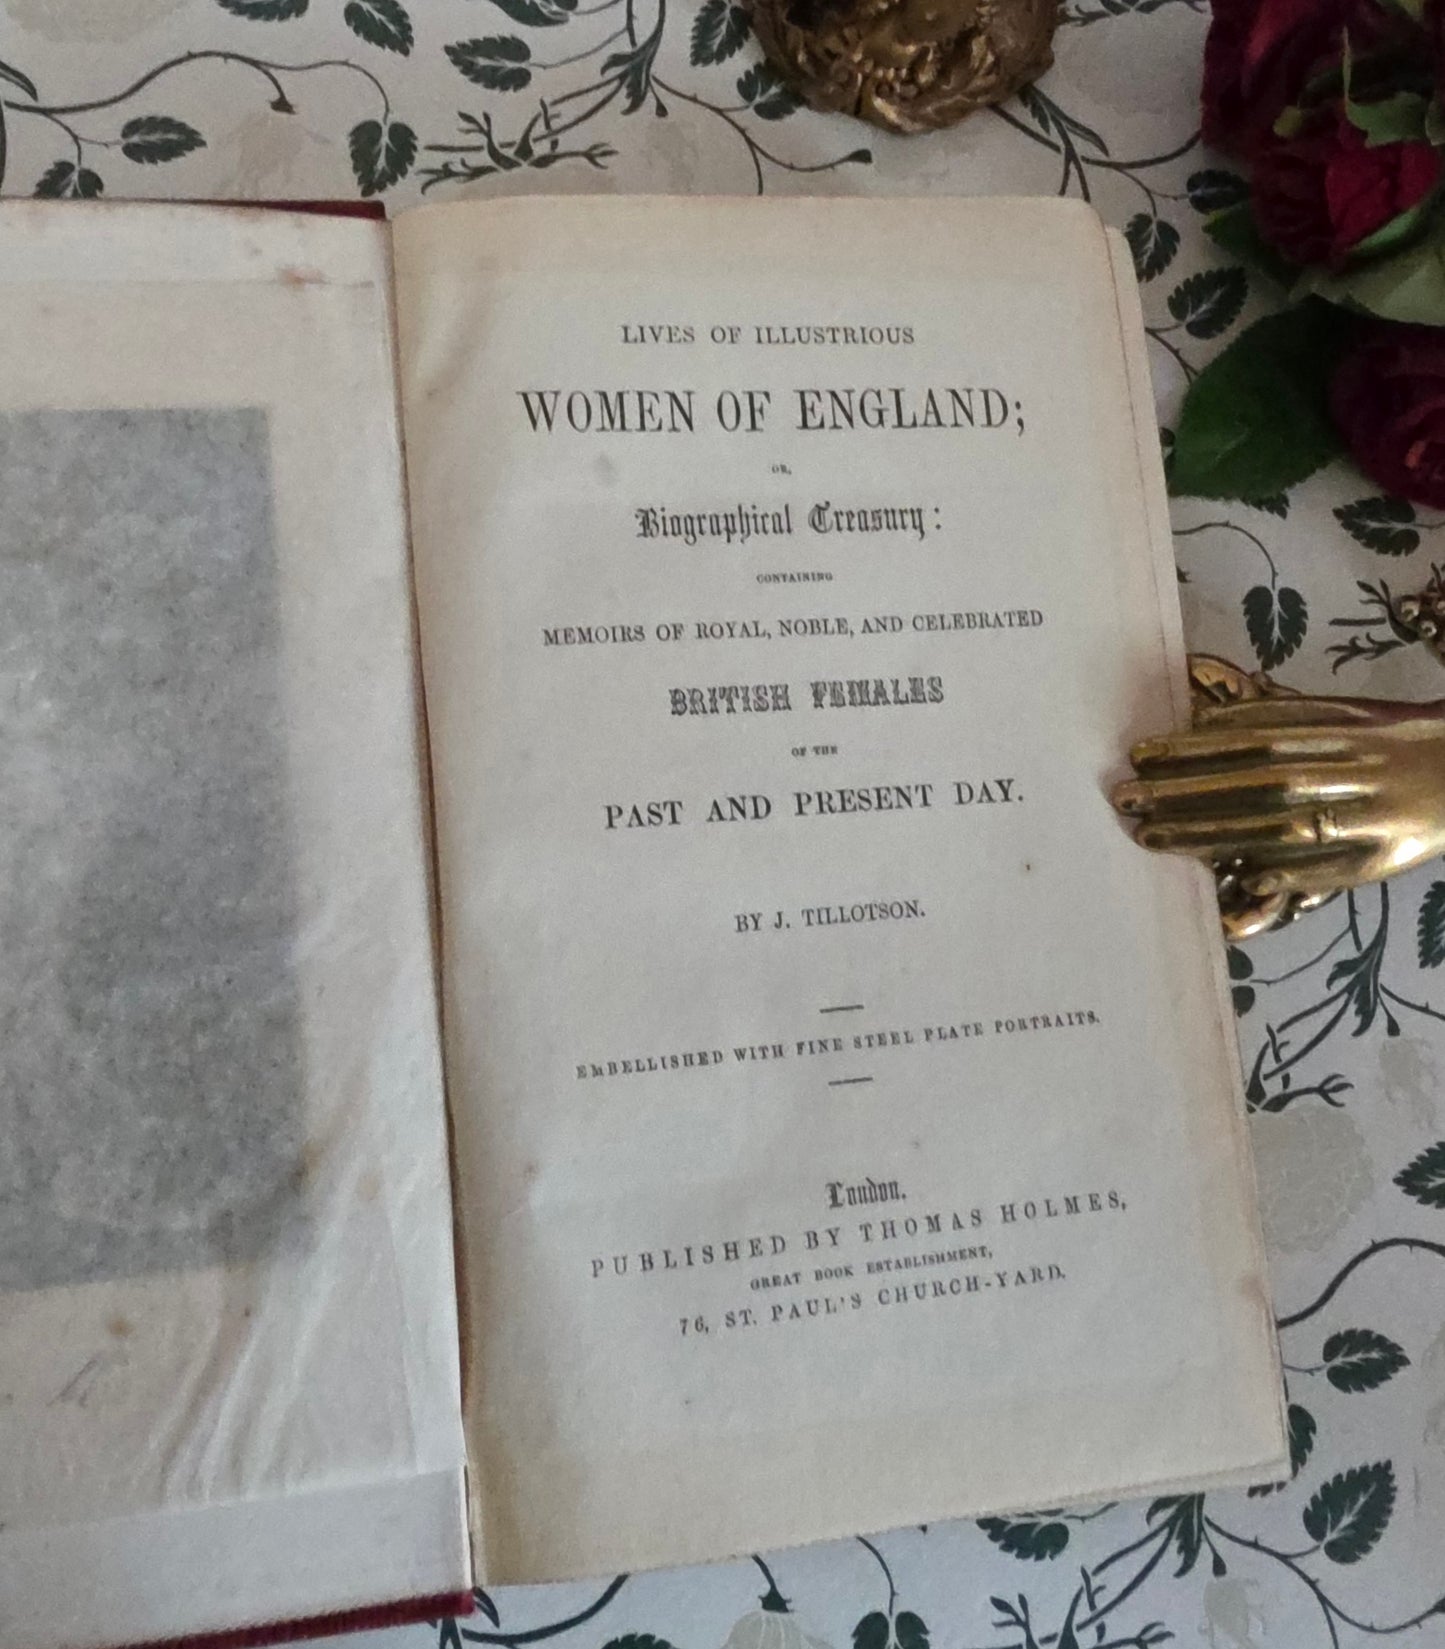 LIVES OF ILLUSTRIOUS
WOMEN OF ENGLAND;
OR,
Biographical Treasury:
CONTAINING
MEMOIRS OF ROYAL, NOBLE, AND CELEBRATED
BRITISH FEMALES
OF THE
PAST AND PRESENT DAY.
BY J. TILLOTSON.
EMBELLISHED WITH FINE STEEL PLATE PORTRAITS.
London.
PUBLISHED BY THOMAS HOLMES,
GREAT BOOK ESTABLISHMENT,
76, ST. PAUL'S CHURCH-YARD.